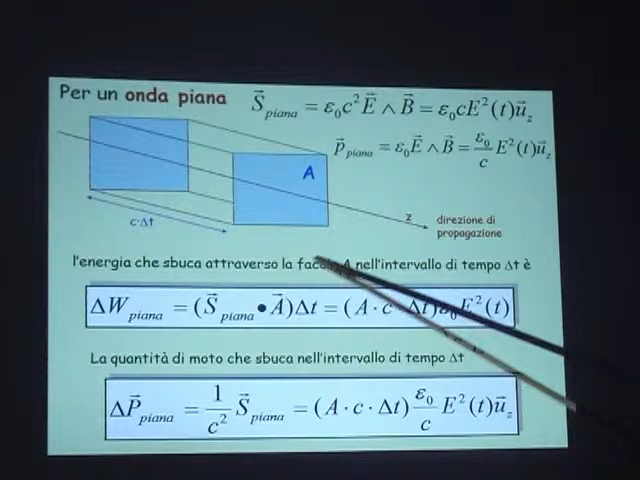 Per un onda piana
S⃗ piana = ε₀c²E⃗ ∧ B⃗ = ε₀cE²(t)u⃗z
p⃗ piana = ε₀E⃗ ∧ B⃗ = ε₀/c E²(t)u⃗z
A
c·Δt
z
direzione di
propagazione
l'energia che sbuca attraverso la faccia A nell'intervallo di tempo Δt è
ΔW piana = (S⃗ piana • A⃗)Δt = (A · c · Δt)ε₀E²(t)
La quantità di moto che sbuca nell'intervallo di tempo Δt
ΔP⃗ piana = 1/c² S⃗ piana = (A · c · Δt) ε₀/c E²(t)u⃗z